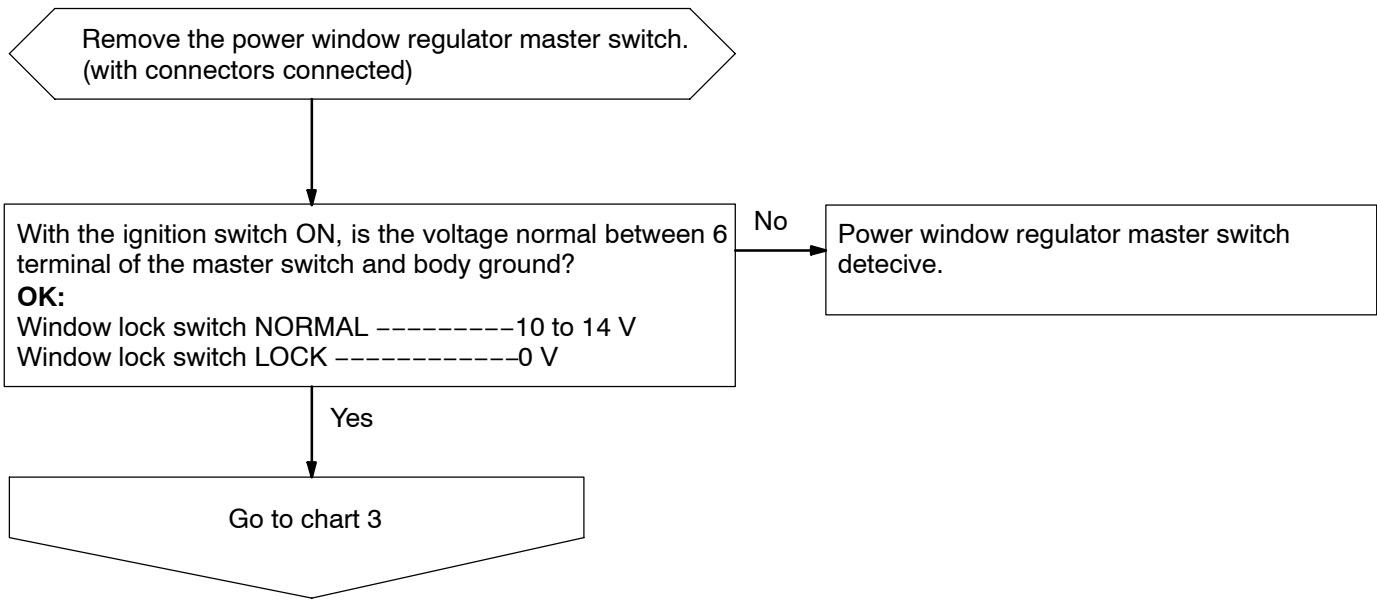 Remove the power window regulator master switch.
(with connectors connected)
With the ignition switch ON, is the voltage normal between 6
terminal of the master switch and body ground?
OK:
Window lock switch NORMAL −−−−−−−−−10 to 14 V
Window lock switch LOCK −−−−−−−−−−−−0 V
No
Power window regulator master switch
detecive.
Yes
Go to chart 3